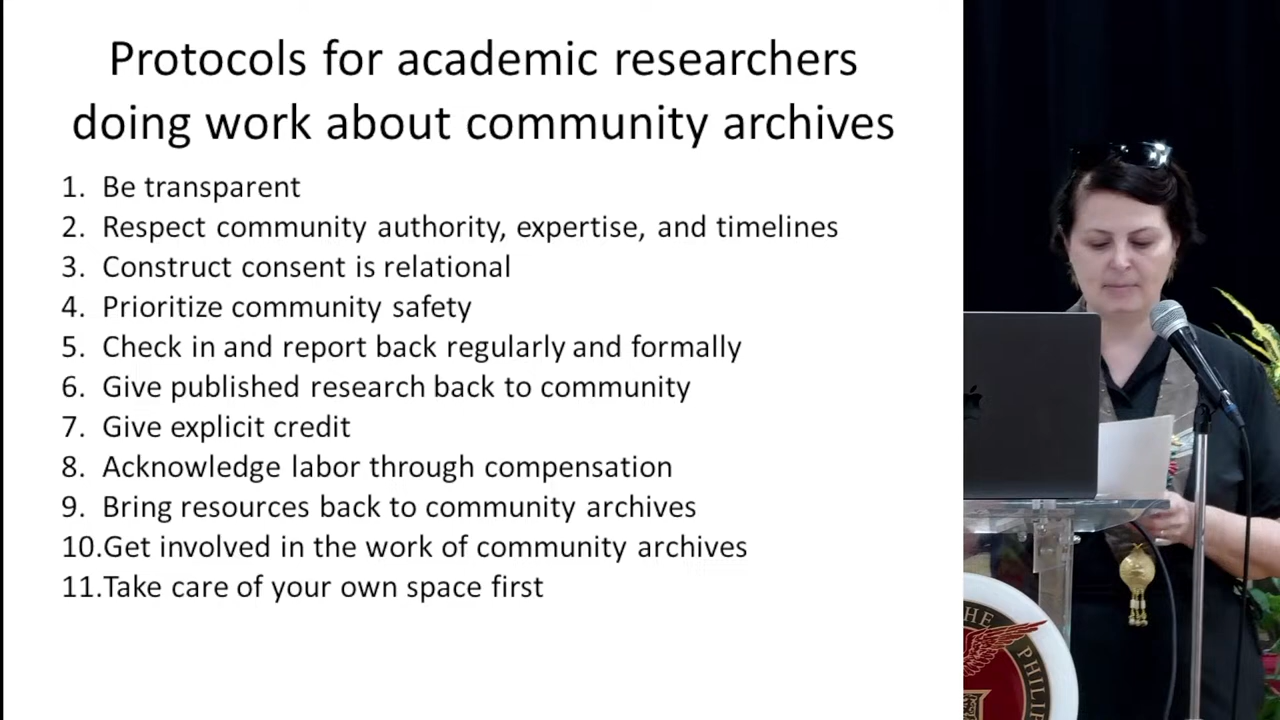 Protocols for academic researchers
doing work about community archives
1. Be transparent
2. Respect community authority, expertise, and timelines
3. Construct consent is relational
4. Prioritize community safety
5. Check in and report back regularly and formally
6. Give published research back to community
7. Give explicit credit
8. Acknowledge labor through compensation
9. Bring resources back to community archives
10.Get involved in the work of community archives
11.Take care of your own space first
THE PHILI